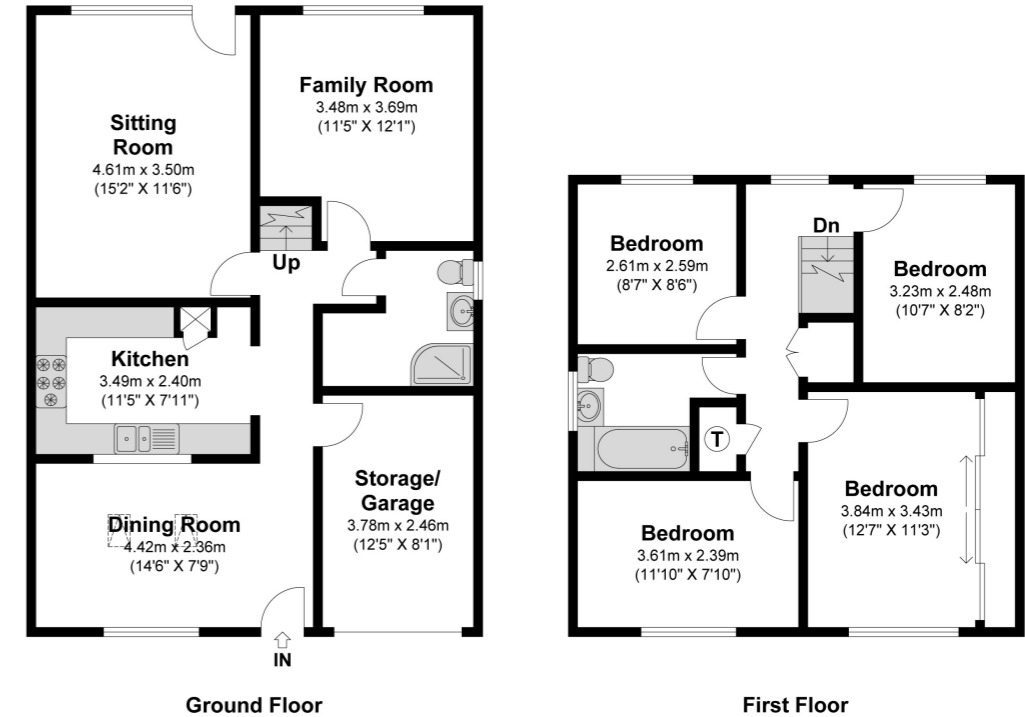 Family Room
3.48m x 3.69m
(11'5" X 12'1")
Sitting
Room
4.61m x 3.50m
(15'2" X 11'6")
Up
Kitchen
3.49m x 2.40m
(11'5" X 7'11")
Storage/
Garage
3.78m x 2.46m
(12'5" X 8'1")
Dining Room
4.42m x 2.36m
(14'6" X 7'9")
IN
Ground Floor
Dn
Bedroom
2.61m x 2.59m
(8'7" X 8'6")
Bedroom
3.23m x 2.48m
(10'7" X 8'2")
T
Bedroom
3.84m x 3.43m
(12'7" X 11'3")
Bedroom
3.61m x 2.39m
(11'10" X 7'10")
First Floor